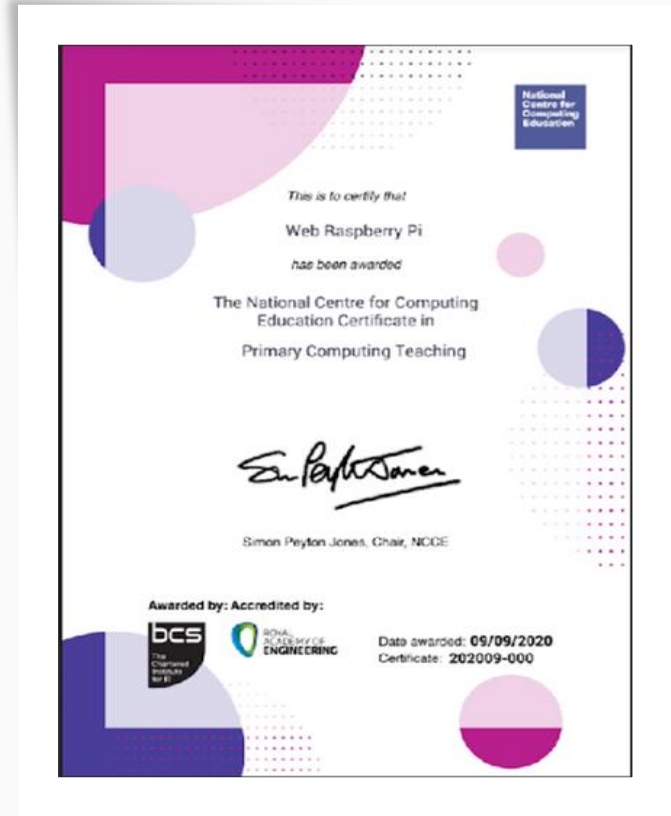 National
Centre for
Computing
Education
This is to certify that
Web Raspberry Pi
has been awarded
The National Centre for Computing
Education Certificate in
Primary Computing Teaching
Simon Peyton Jones, Chair, NCCE
Awarded by: Accredited by:
bcs
The
Chartered
Institute
for IT
ROYAL
ACADEMY OF
ENGINEERING
Date awarded: 09/09/2020
Certificate: 202009-000